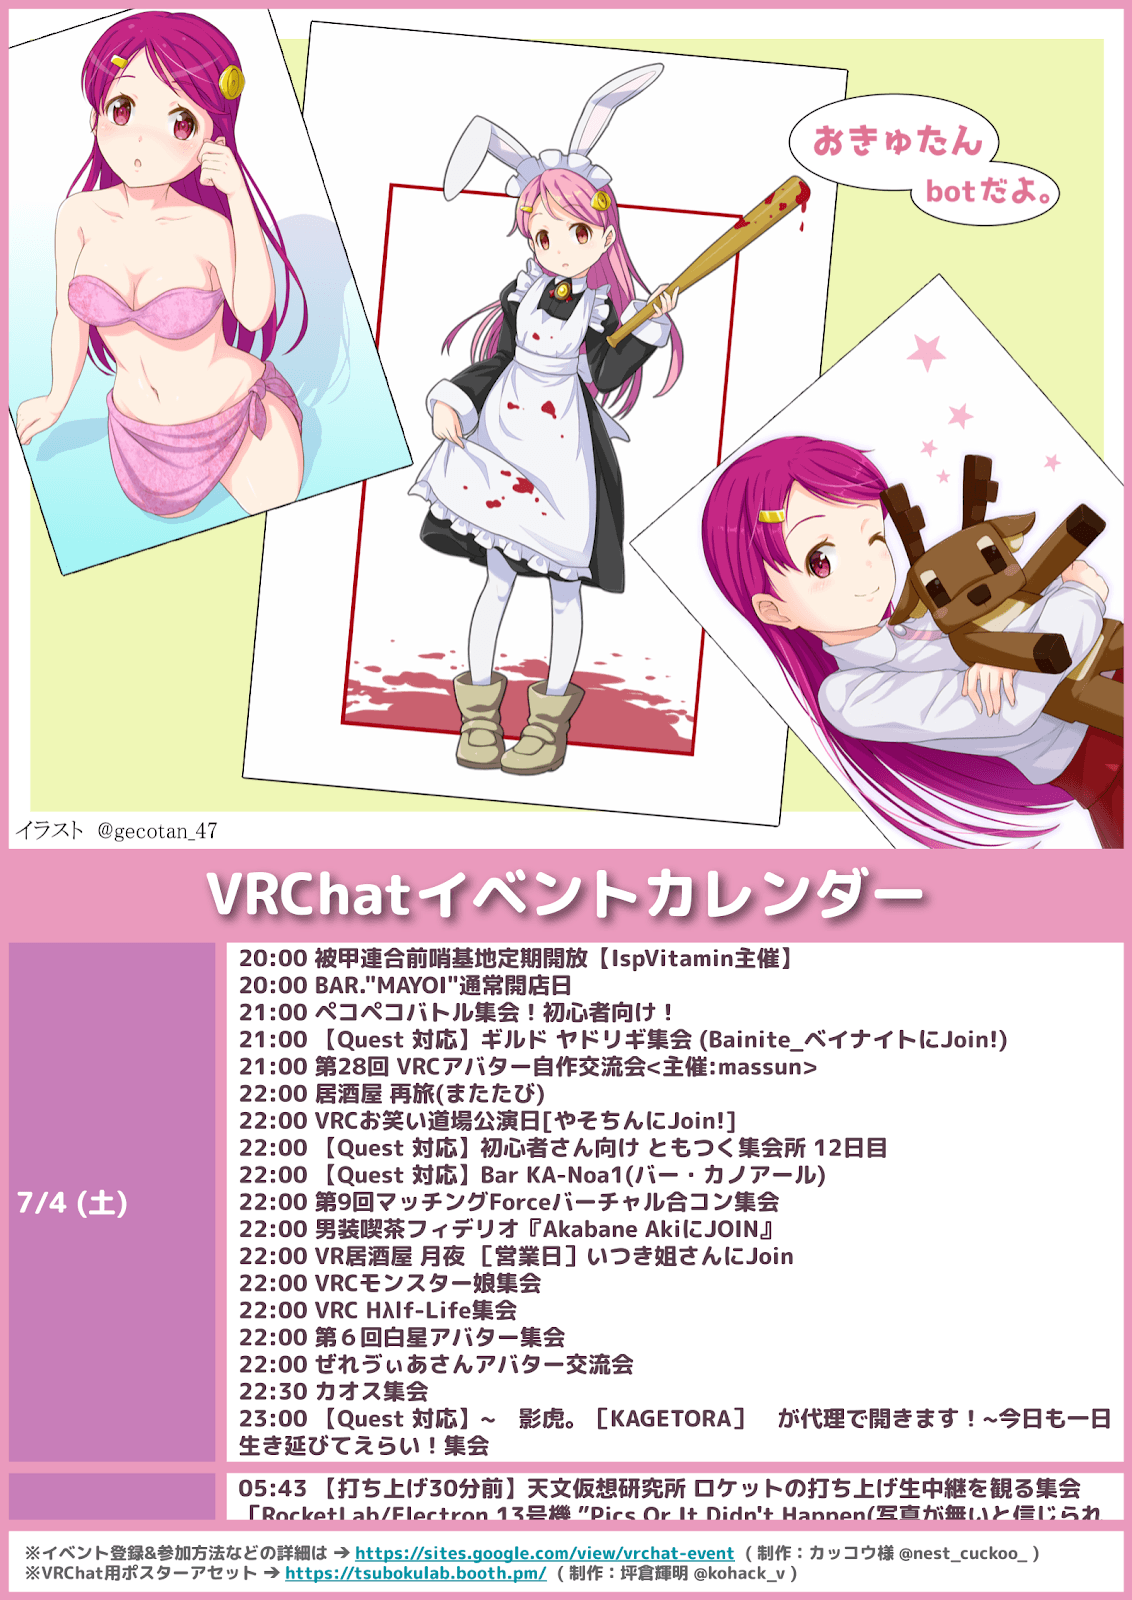 おきゅたん
botだよ。
イラスト @gecotan_47
VRChatイベントカレンダー
7/4 (土)
20:00 被甲連合前哨基地定期開放【IspVitamin主催】
20:00 BAR."MAYOI"通常開店日
21:00 ペコペコバトル集会！初心者向け！
21:00 【Quest 対応】ギルド ヤドリギ集会 (Bainite_ベイナイトにJoin!)
21:00 第28回 VRCアバター自作交流会<主催:massun>
22:00 居酒屋 再旅(またたび)
22:00 VRCお笑い道場公演日[やそちんにJoin!]
22:00 【Quest 対応】初心者さん向け ともつく集会所 12日目
22:00 【Quest 対応】Bar KA-Noa1(バー・カノアール)
22:00 第9回マッチングForceバーチャル合コン集会
22:00 男装喫茶フィデリオ『Akabane AkiにJOIN』
22:00 VR居酒屋 月夜 ［営業日］いつき姐さんにJoin
22:00 VRCモンスター娘集会
22:00 VRC Hλlf-Life集会
22:00 第６回白星アバター集会
22:00 ぜれゔぃあさんアバター交流会
22:30 カオス集会
23:00 【Quest 対応】~　影虎。［KAGETORA］　が代理で開きます！~今日も一日
生き延びてえらい！集会
05:43 【打ち上げ30分前】天文仮想研究所 ロケットの打ち上げ生中継を観る集会
「RocketLab/Electron 13号機 ”Pics Or It Didn't Happen(写真が無いと信じられ
※イベント登録&参加方法などの詳細は ➔ https://sites.google.com/view/vrchat-event ( 制作：カッコウ様 @nest_cuckoo_ )
※VRChat用ポスターアセット ➔ https://tsubokulab.booth.pm/ ( 制作：坪倉輝明 @kohack_v )